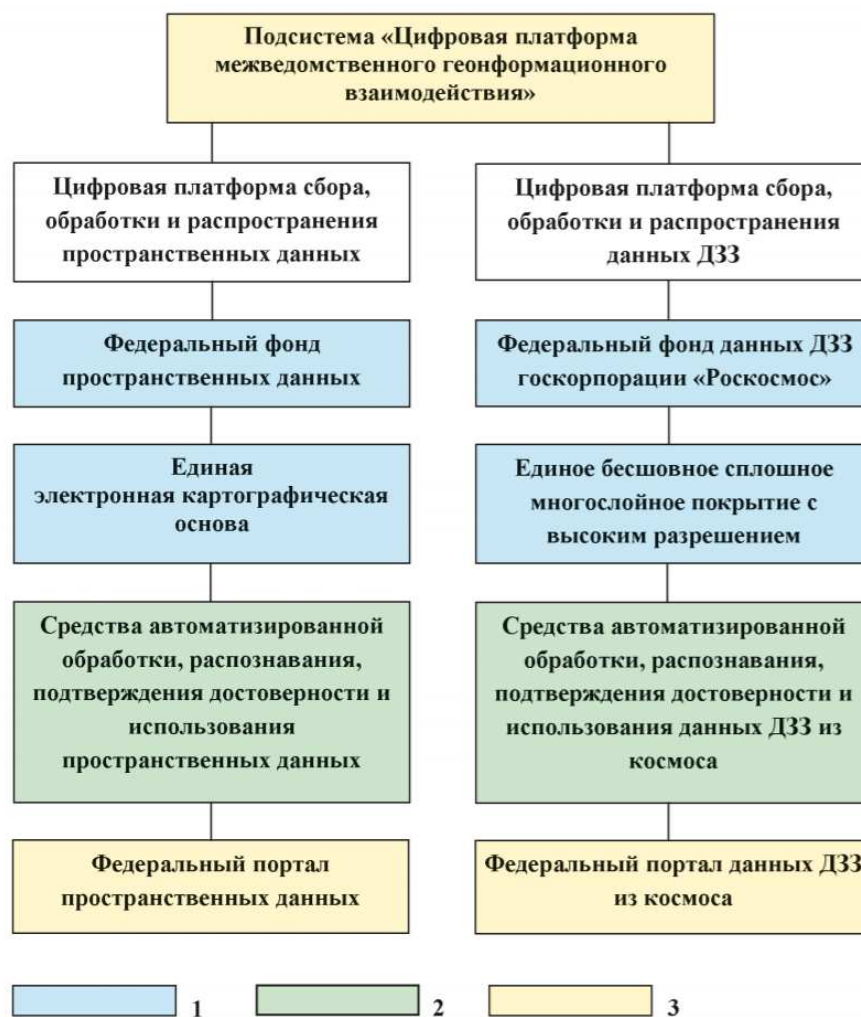 Подсистема «Цифровая платформа
межведомственного геонформационного
взаимодействия»
Цифровая платформа сбора,
обработки и распространения
пространственных данных
Цифровая платформа сбора,
обработки и распространения
данных ДЗЗ
Федеральный фонд
пространственных данных
Федеральный фонд данных ДЗЗ
госкорпорации «Роскосмос»
Единая
электронная картографическая
основа
Единое бесшовное сплошное
многослойное покрытие с
высоким разрешением
Средства автоматизированной
обработки, распознавания,
подтверждения достоверности и
использования
пространственных данных
Средства автоматизированной
обработки, распознавания,
подтверждения достоверности и
использования данных ДЗЗ из
космоса
Федеральный портал
пространственных данных
Федеральный портал данных ДЗЗ
из космоса
1
2
3